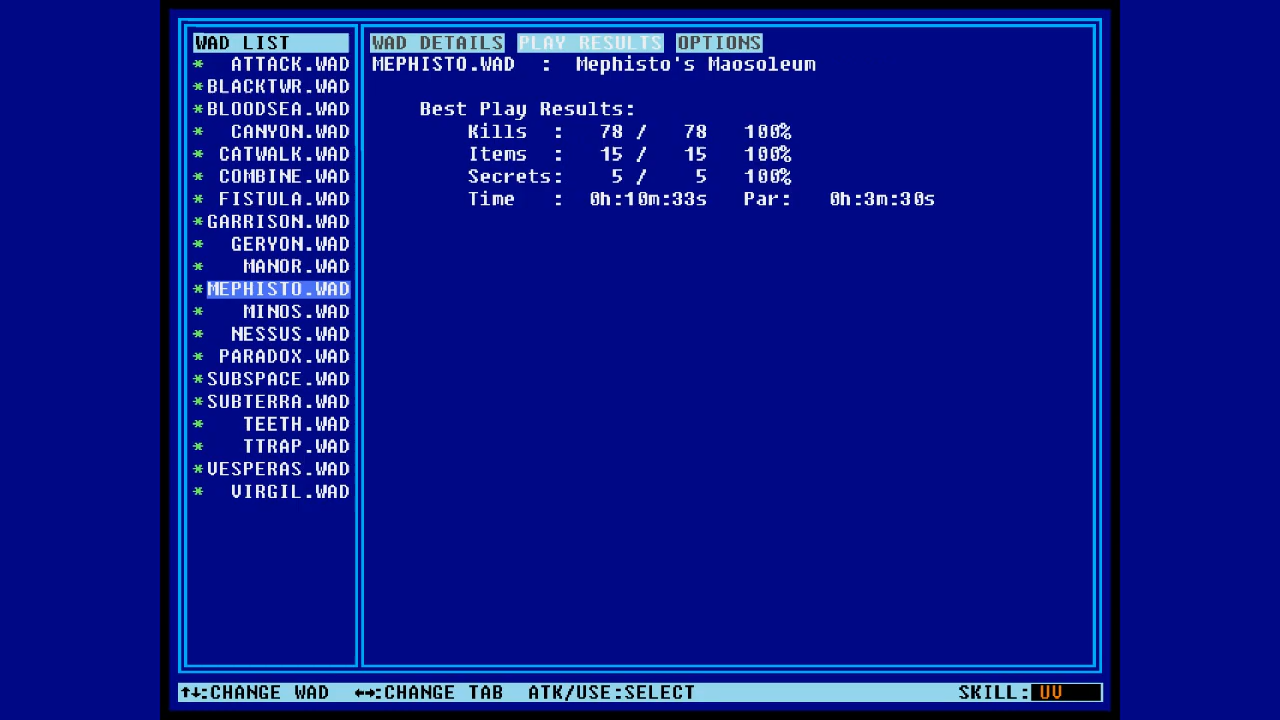 WAD LIST
* ATTACK.WAD
*BLACKTWR.WAD
*BLOODSEA.WAD
* CANYON.WAD
* CATWALK.WAD
* COMBINE.WAD
* FISTULA.WAD
*GARRISON.WAD
* GERYON.WAD
* MANOR.WAD
*MEPHISTO.WAD
* MINOS.WAD
* NESSUS.WAD
* PARADOX.WAD
*SUBSPACE.WAD
*SUBTERRA.WAD
* TEETH.WAD
* TTRAP.WAD
*VESPERAS.WAD
* VIRGIL.WAD
WAD DETAILS PLAY RESULTS OPTIONS
MEPHISTO.WAD : Mephisto's Maosoleum
Best Play Results:
Kills : 78 / 78 100%
Items : 15 / 15 100%
Secrets: 5 / 5 100%
Time : 0h:10m:33s Par: 0h:3m:30s
↑↓:CHANGE WAD ↔:CHANGE TAB ATK/USE:SELECT SKILL: UV